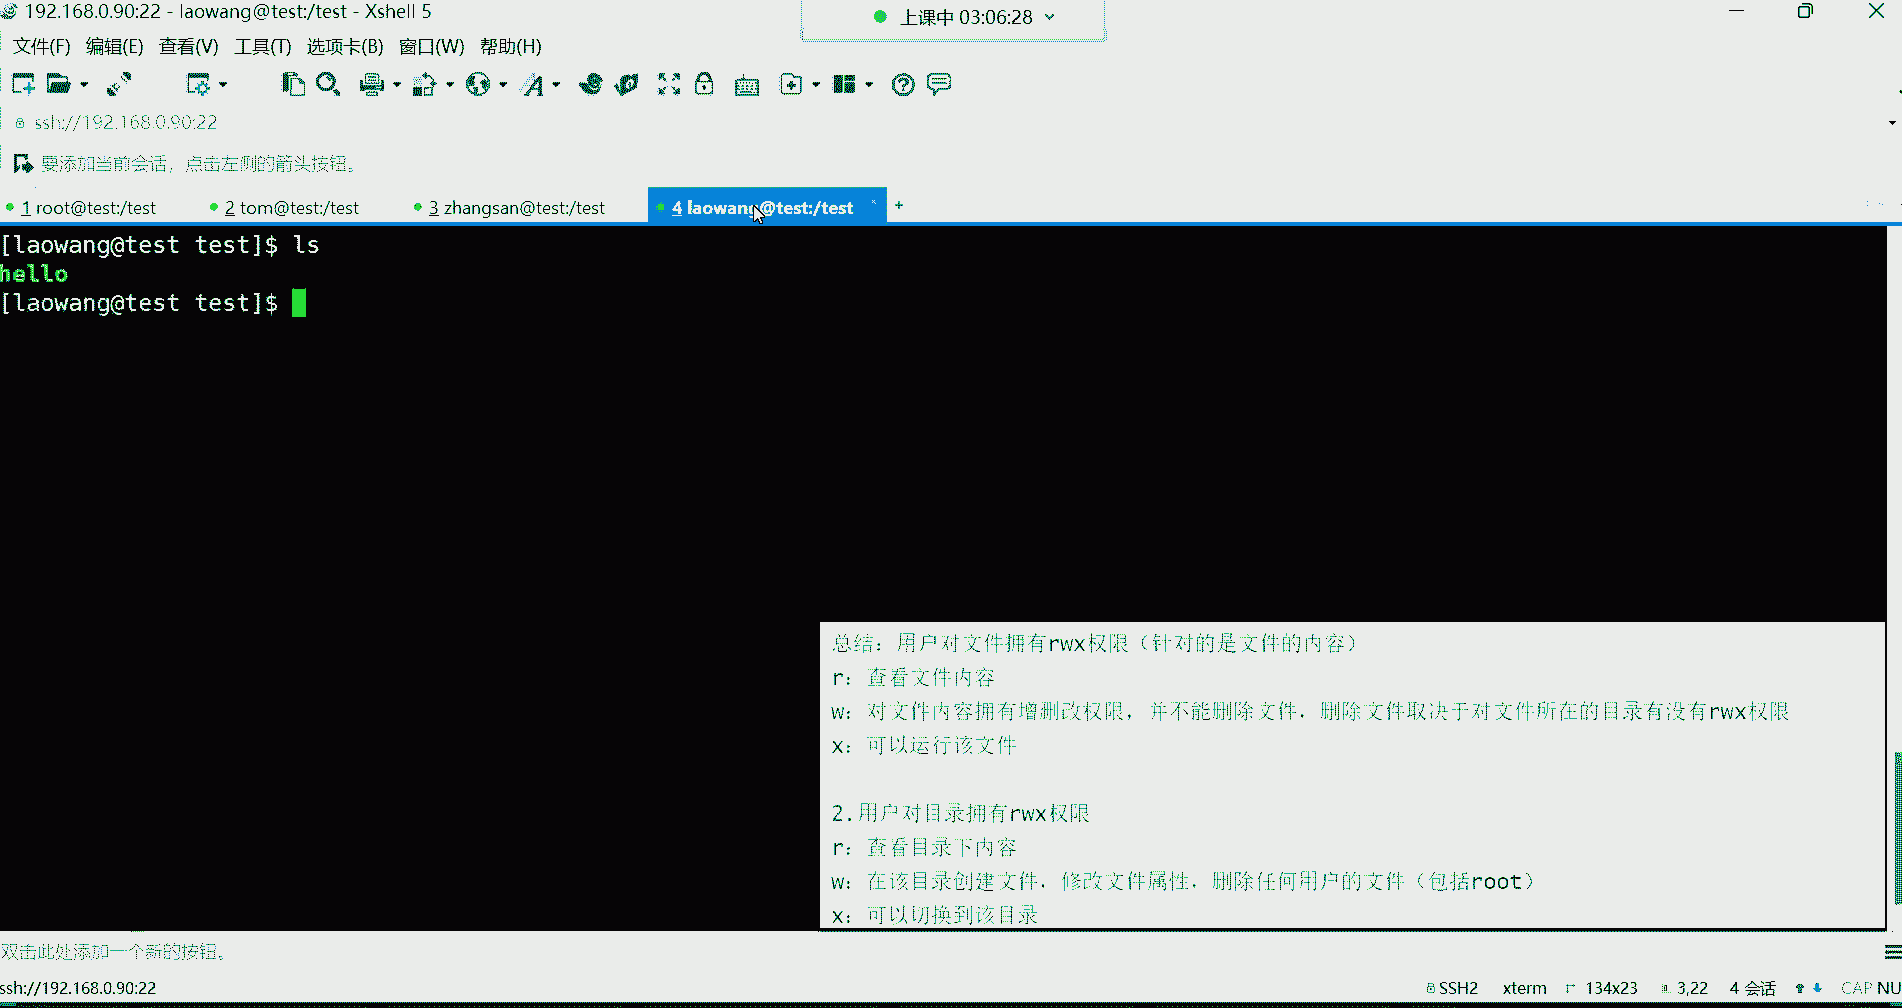 192.168.0.90:22 - laowang@test:/test - Xshell 5
上课中 03:06:28
文件(F) 编辑(E) 查看(V) 工具(T) 选项卡(B) 窗口(W) 帮助(H)
ssh://192.168.0.90:22
要添加当前会话，点击左侧的箭头按钮。
1 root@test:/test 2 tom@test:/test 3 zhangsan@test:/test 4 laowang@test:/test
[laowang@test test]$ ls
hello
[laowang@test test]$
总结：用户对文件拥有rwx权限（针对的是文件的内容）
r：查看文件内容
w：对文件内容拥有增删改权限，并不能删除文件．删除文件取决于对文件所在的目录有没有rwx权限
x：可以运行该文件
2.用户对目录拥有rwx权限
r：查看目录下内容
w：在该目录创建文件．修改文件属性．删除任何用户的文件（包括root）
x：可以切换到该目录
双击此处添加一个新的按钮。
ssh://192.168.0.90:22 SSH2 xterm 134x23 3,22 4 会话 CAP NU